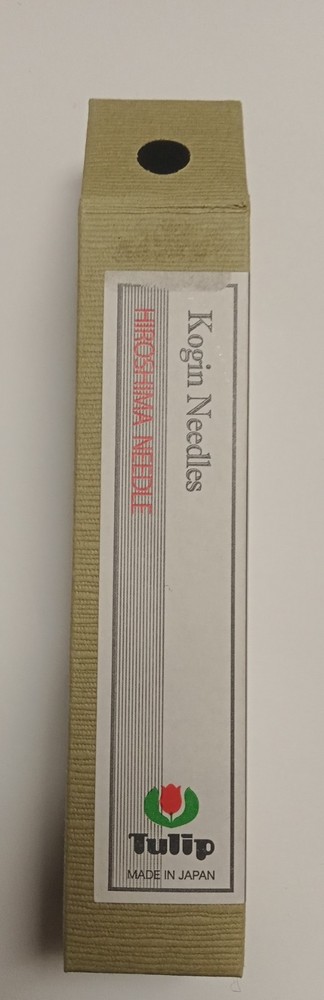 Kogin Needles
HIROSHIMA NEEDLE
Tulip
MADE IN JAPAN